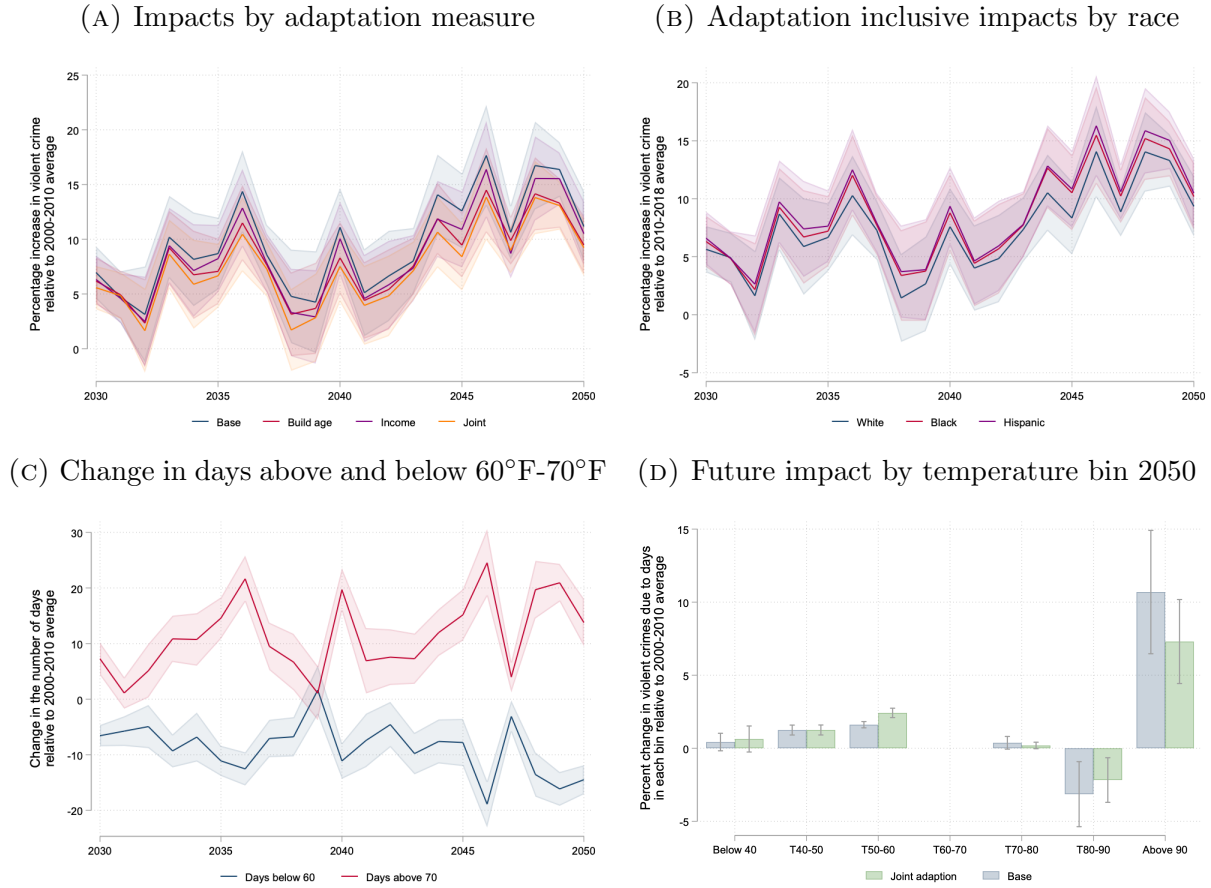 (A) Impacts by adaptation measure
Percentage increase in violent crime
relative to 2000-2010 average
25
20
15
10
5
0
2030
2035
2040
2045
2050
Base
Build age
Income
Joint
(B) Adaptation inclusive impacts by race
Percentage increase in violent crime
relative to 2010-2018 average
20
15
10
5
0
-5
2030
2035
2040
2045
2050
White
Black
Hispanic
(C) Change in days above and below 60°F-70°F
Change in the number of days
relative to 2000-2010 average
30
20
10
0
-10
-20
2030
2035
2040
2045
2050
Days below 60
Days above 70
(D) Future impact by temperature bin 2050
Percent change in violent crimes due to days
in each bin relative to 2000-2010 average
15
10
5
0
-5
Below 40
T40-50
T50-60
T60-70
T70-80
T80-90
Above 90
Joint adaption
Base